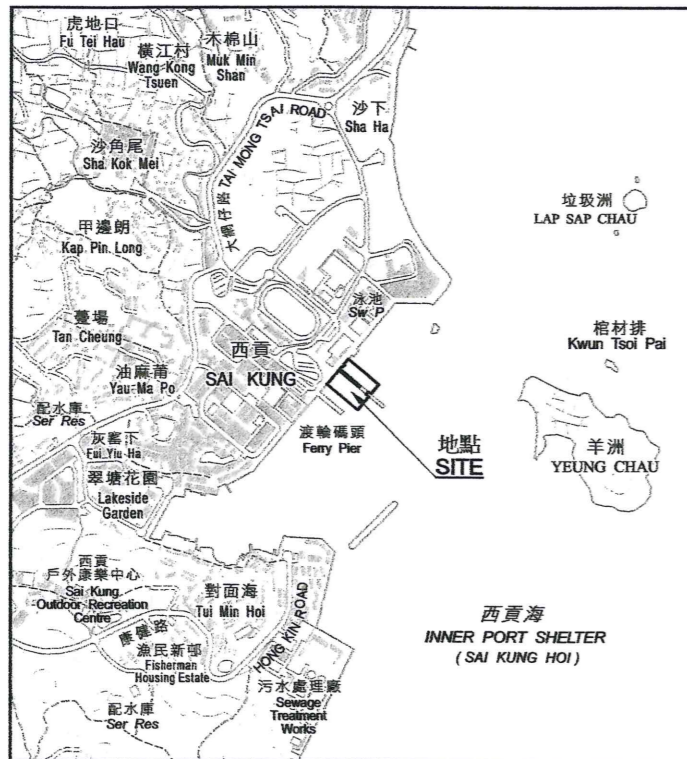 虎地口
Fu Tei Hau
橫江村
Wang Kong
Tsuen
木棉山
Muk Min
Shan
大網仔路 TAI MONG TSAI ROAD
沙下
Sha Ha
沙角尾
Sha Kok Mei
垃圾洲
LAP SAP CHAU
甲邊朗
Kap Pin Long
泳池
Sw P
躉場
Tan Cheung
西貢
SAI KUNG
棺材排
Kwun Tsoi Pai
油麻莆
Yau Ma Po
配水庫
Ser Res
灰窰下
Fui Yiu Ha
渡輪碼頭
Ferry Pier
地點
SITE
羊洲
YEUNG CHAU
翠塘花園
Lakeside
Garden
西貢
戶外康樂中心
Sai Kung
Outdoor Recreation
Centre
對面海
Tui Min Hoi
康健路
HONG KIN ROAD
西貢海
INNER PORT SHELTER
(SAI KUNG HOI)
漁民新邨
Fisherman
Housing Estate
污水處理廠
Sewage
Treatment
Works
配水庫
Ser Res